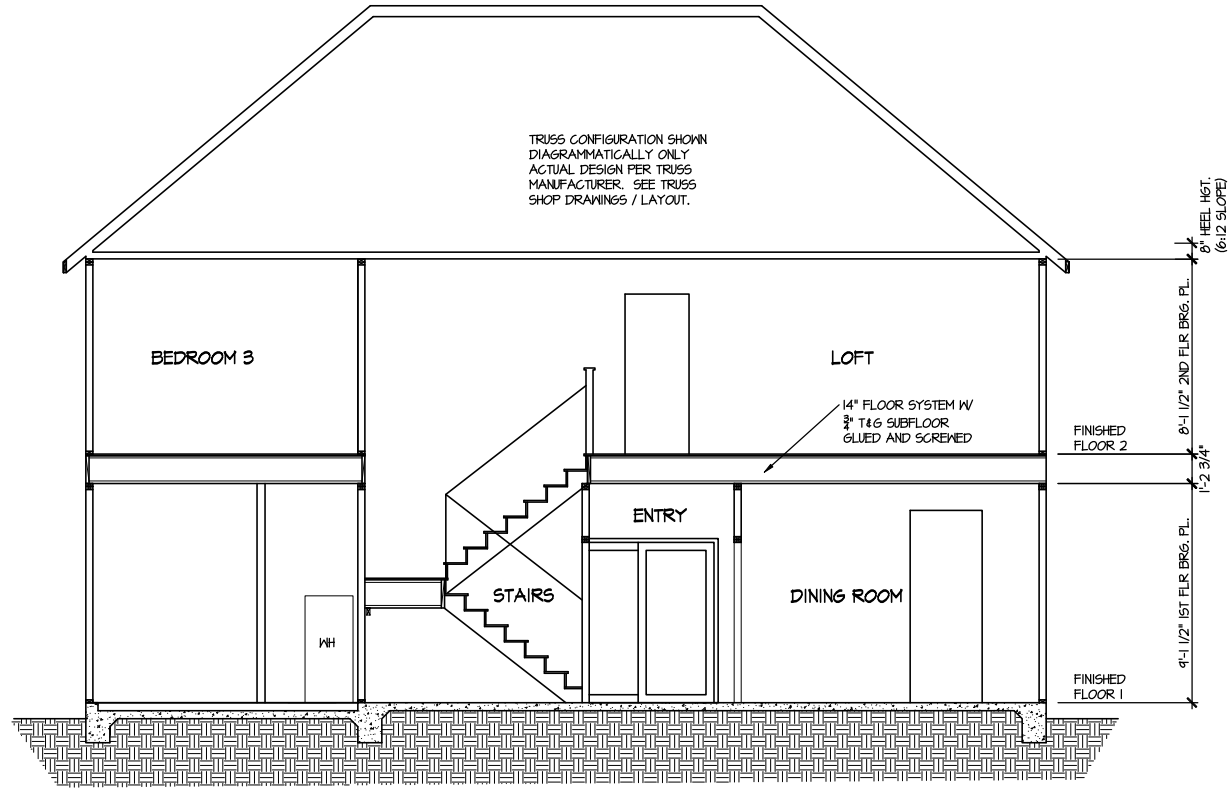 TRUSS CONFIGURATION SHOWN
DIAGRAMMATICALLY ONLY
ACTUAL DESIGN PER TRUSS
MANUFACTURER. SEE TRUSS
SHOP DRAWINGS / LAYOUT.
8" HEEL HGT.
(6:12 SLOPE)
BEDROOM 3
LOFT
8'-1 1/2" 2ND FLR BRG. PL.
14" FLOOR SYSTEM W/
3/4" T&G SUBFLOOR
GLUED AND SCREWED
FINISHED
FLOOR 2
1'-2 3/4"
ENTRY
STAIRS
DINING ROOM
9'-1 1/2" 1ST FLR BRG. PL.
WH
FINISHED
FLOOR 1